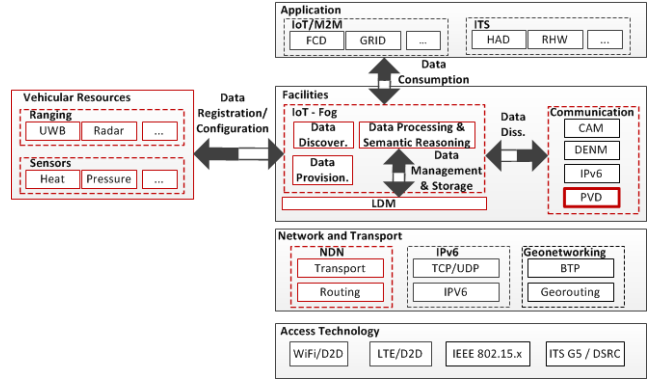 Application
IoT/M2M
FCD
GRID
...
ITS
HAD
RHW
...
Data
Consumption
Vehicular Resources
Ranging
UWB
Radar
...
Sensors
Heat
Pressure
...
Data
Registration/
Configuration
Facilities
IoT - Fog
Data
Discover.
Data Processing &
Semantic Reasoning
Data
Provision.
Data
Management
& Storage
LDM
Data
Diss.
Communication
CAM
DENM
IPv6
PVD
Network and Transport
NDN
Transport
Routing
IPv6
TCP/UDP
IPV6
Geonetworking
BTP
Georouting
Access Technology
WiFi/D2D
LTE/D2D
IEEE 802.15.x
ITS G5 / DSRC